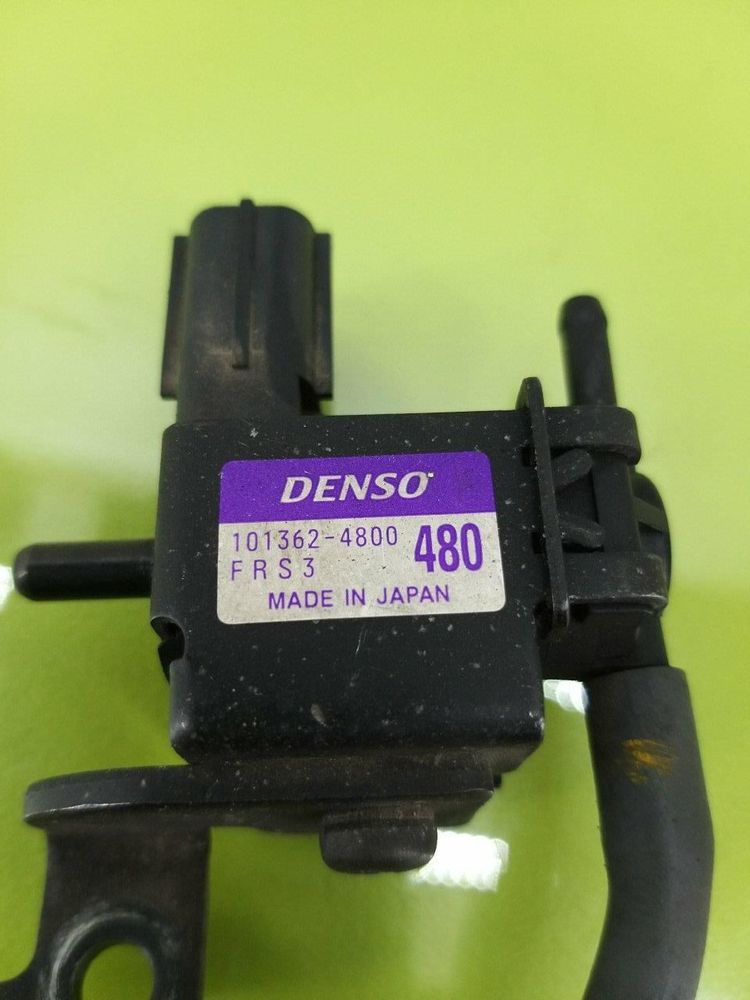 DENSO
101362-4800 480
FRS3
MADE IN JAPAN